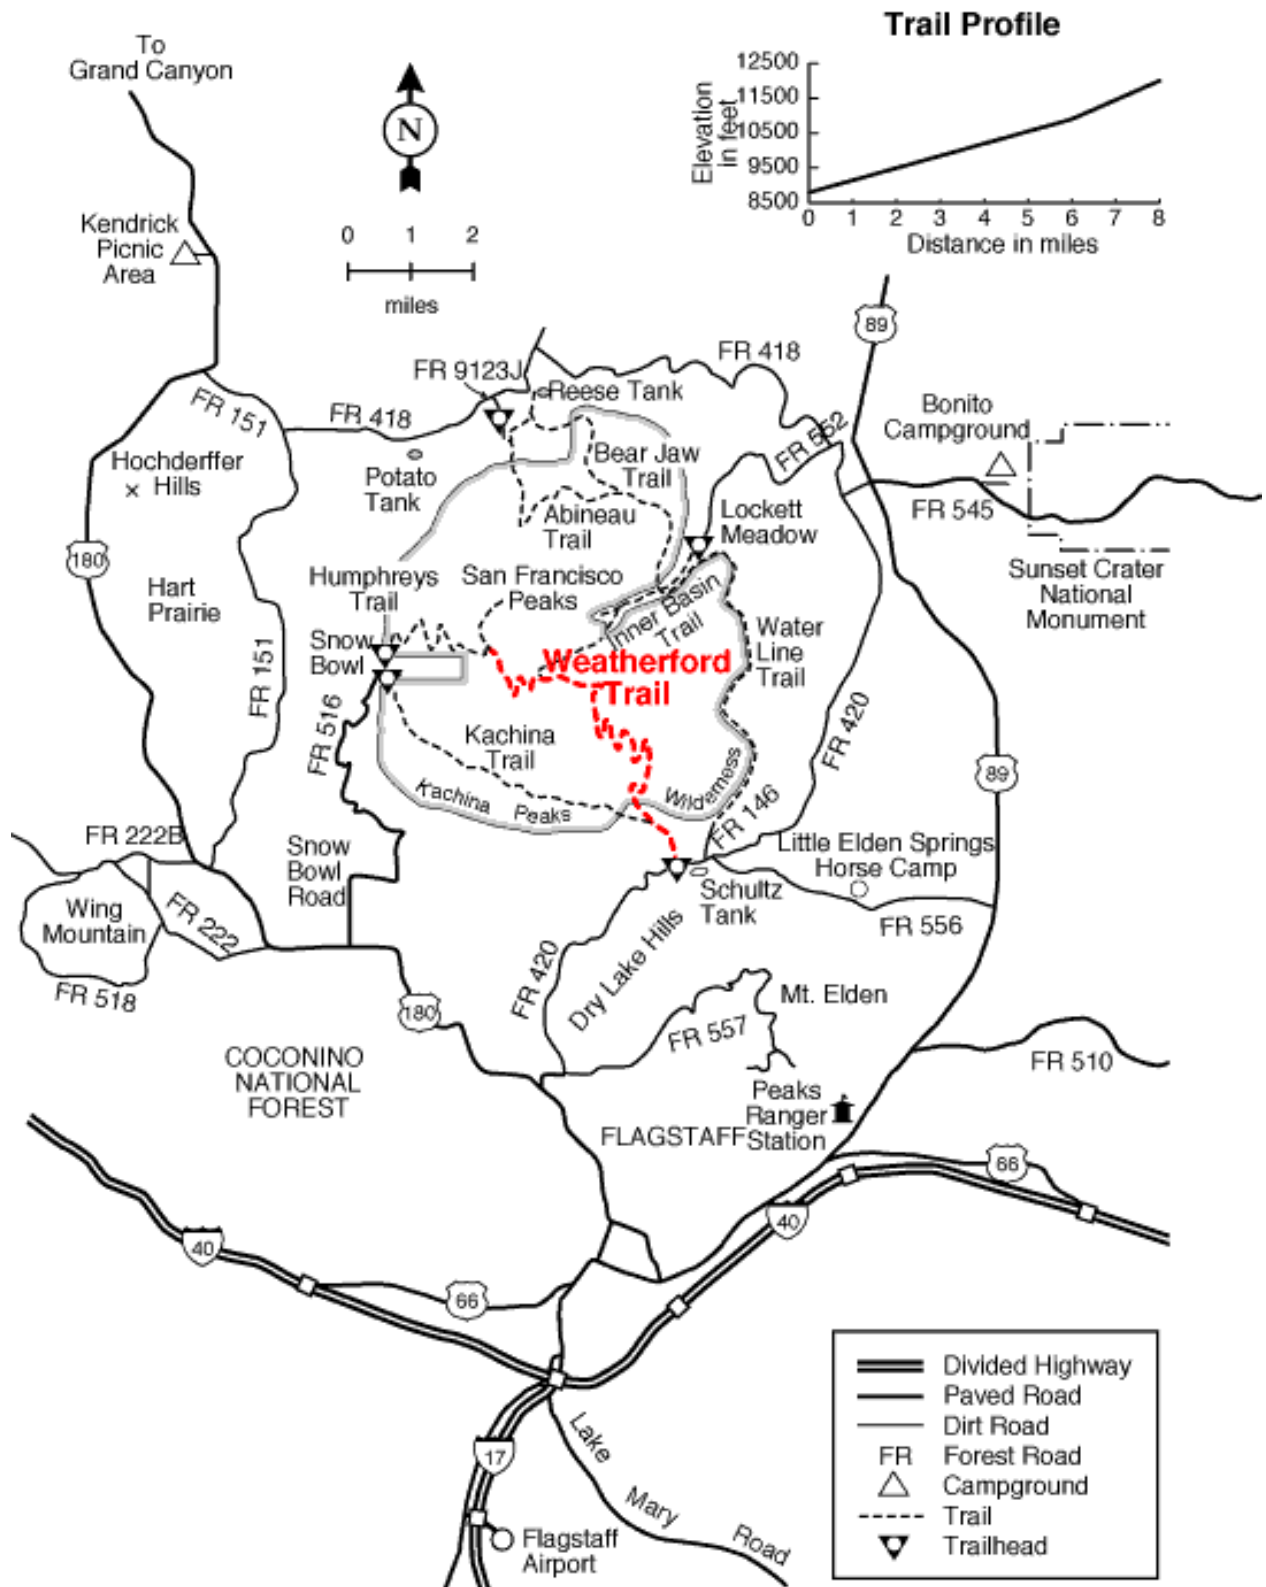 Trail Profile
To
Grand Canyon
N
0 1 2
miles
12500
11500
10500
9500
8500
Elevation
in feet
0 1 2 3 4 5 6 7 8
Distance in miles
Kendrick
Picnic
Area
89
FR 418
FR 9123J
Reese Tank
FR 151
FR 418
Bonito
Campground
FR 552
Hochderffer
Hills
Potato
Tank
Bear Jaw
Trail
Abineau
Trail
Lockett
Meadow
FR 545
180
Hart
Prairie
Humphreys
Trail
San Francisco
Peaks
Inner Basin
Trail
Sunset Crater
National
Monument
Snow
Bowl
Water
Line
Trail
Weatherford
Trail
FR 151
FR 516
Kachina
Trail
FR 420
89
Kachina Peaks Wilderness
FR 146
FR 222B
Snow
Bowl
Road
Little Elden Springs
Horse Camp
Wing
Mountain
FR 222
Schultz
Tank
FR 556
FR 518
FR 420
Dry Lake Hills
Mt. Elden
180
FR 557
FR 510
COCONINO
NATIONAL
FOREST
Peaks
Ranger
Station
FLAGSTAFF
66
40
40
66
17
Lake Mary Road
Flagstaff
Airport
Divided Highway
Paved Road
Dirt Road
FR Forest Road
Campground
Trail
Trailhead